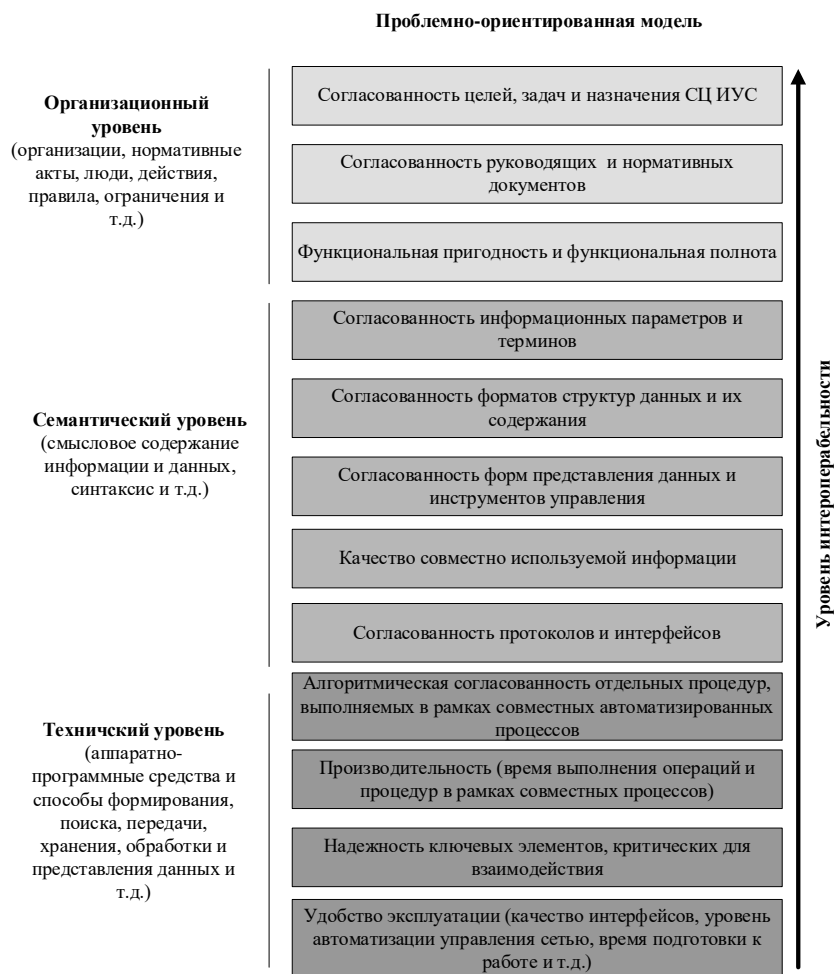 Проблемно-ориентированная модель
Организационный
уровень
(организации, нормативные
акты, люди, действия,
правила, ограничения и
т.д.)
Согласованность целей, задач и назначения СЦ ИУС
Согласованность руководящих и нормативных
документов
Функциональная пригодность и функциональная полнота
Семантический уровень
(смысловое содержание
информации и данных,
синтаксис и т.д.)
Согласованность информационных параметров и
терминов
Согласованность форматов структур данных и их
содержания
Согласованность форм представления данных и
инструментов управления
Качество совместно используемой информации
Согласованность протоколов и интерфейсов
Техничский уровень
(аппаратно-
программные средства и
способы формирования,
поиска, передачи,
хранения, обработки и
представления данных и
т.д.)
Алгоритмическая согласованность отдельных процедур,
выполняемых в рамках совместных автоматизированных
процессов
Производительность (время выполнения операций и
процедур в рамках совместных процессов)
Надежность ключевых элементов, критических для
взаимодействия
Удобство эксплуатации (качество интерфейсов, уровень
автоматизации управления сетью, время подготовки к
работе и т.д.)
Уровень интероперабельности